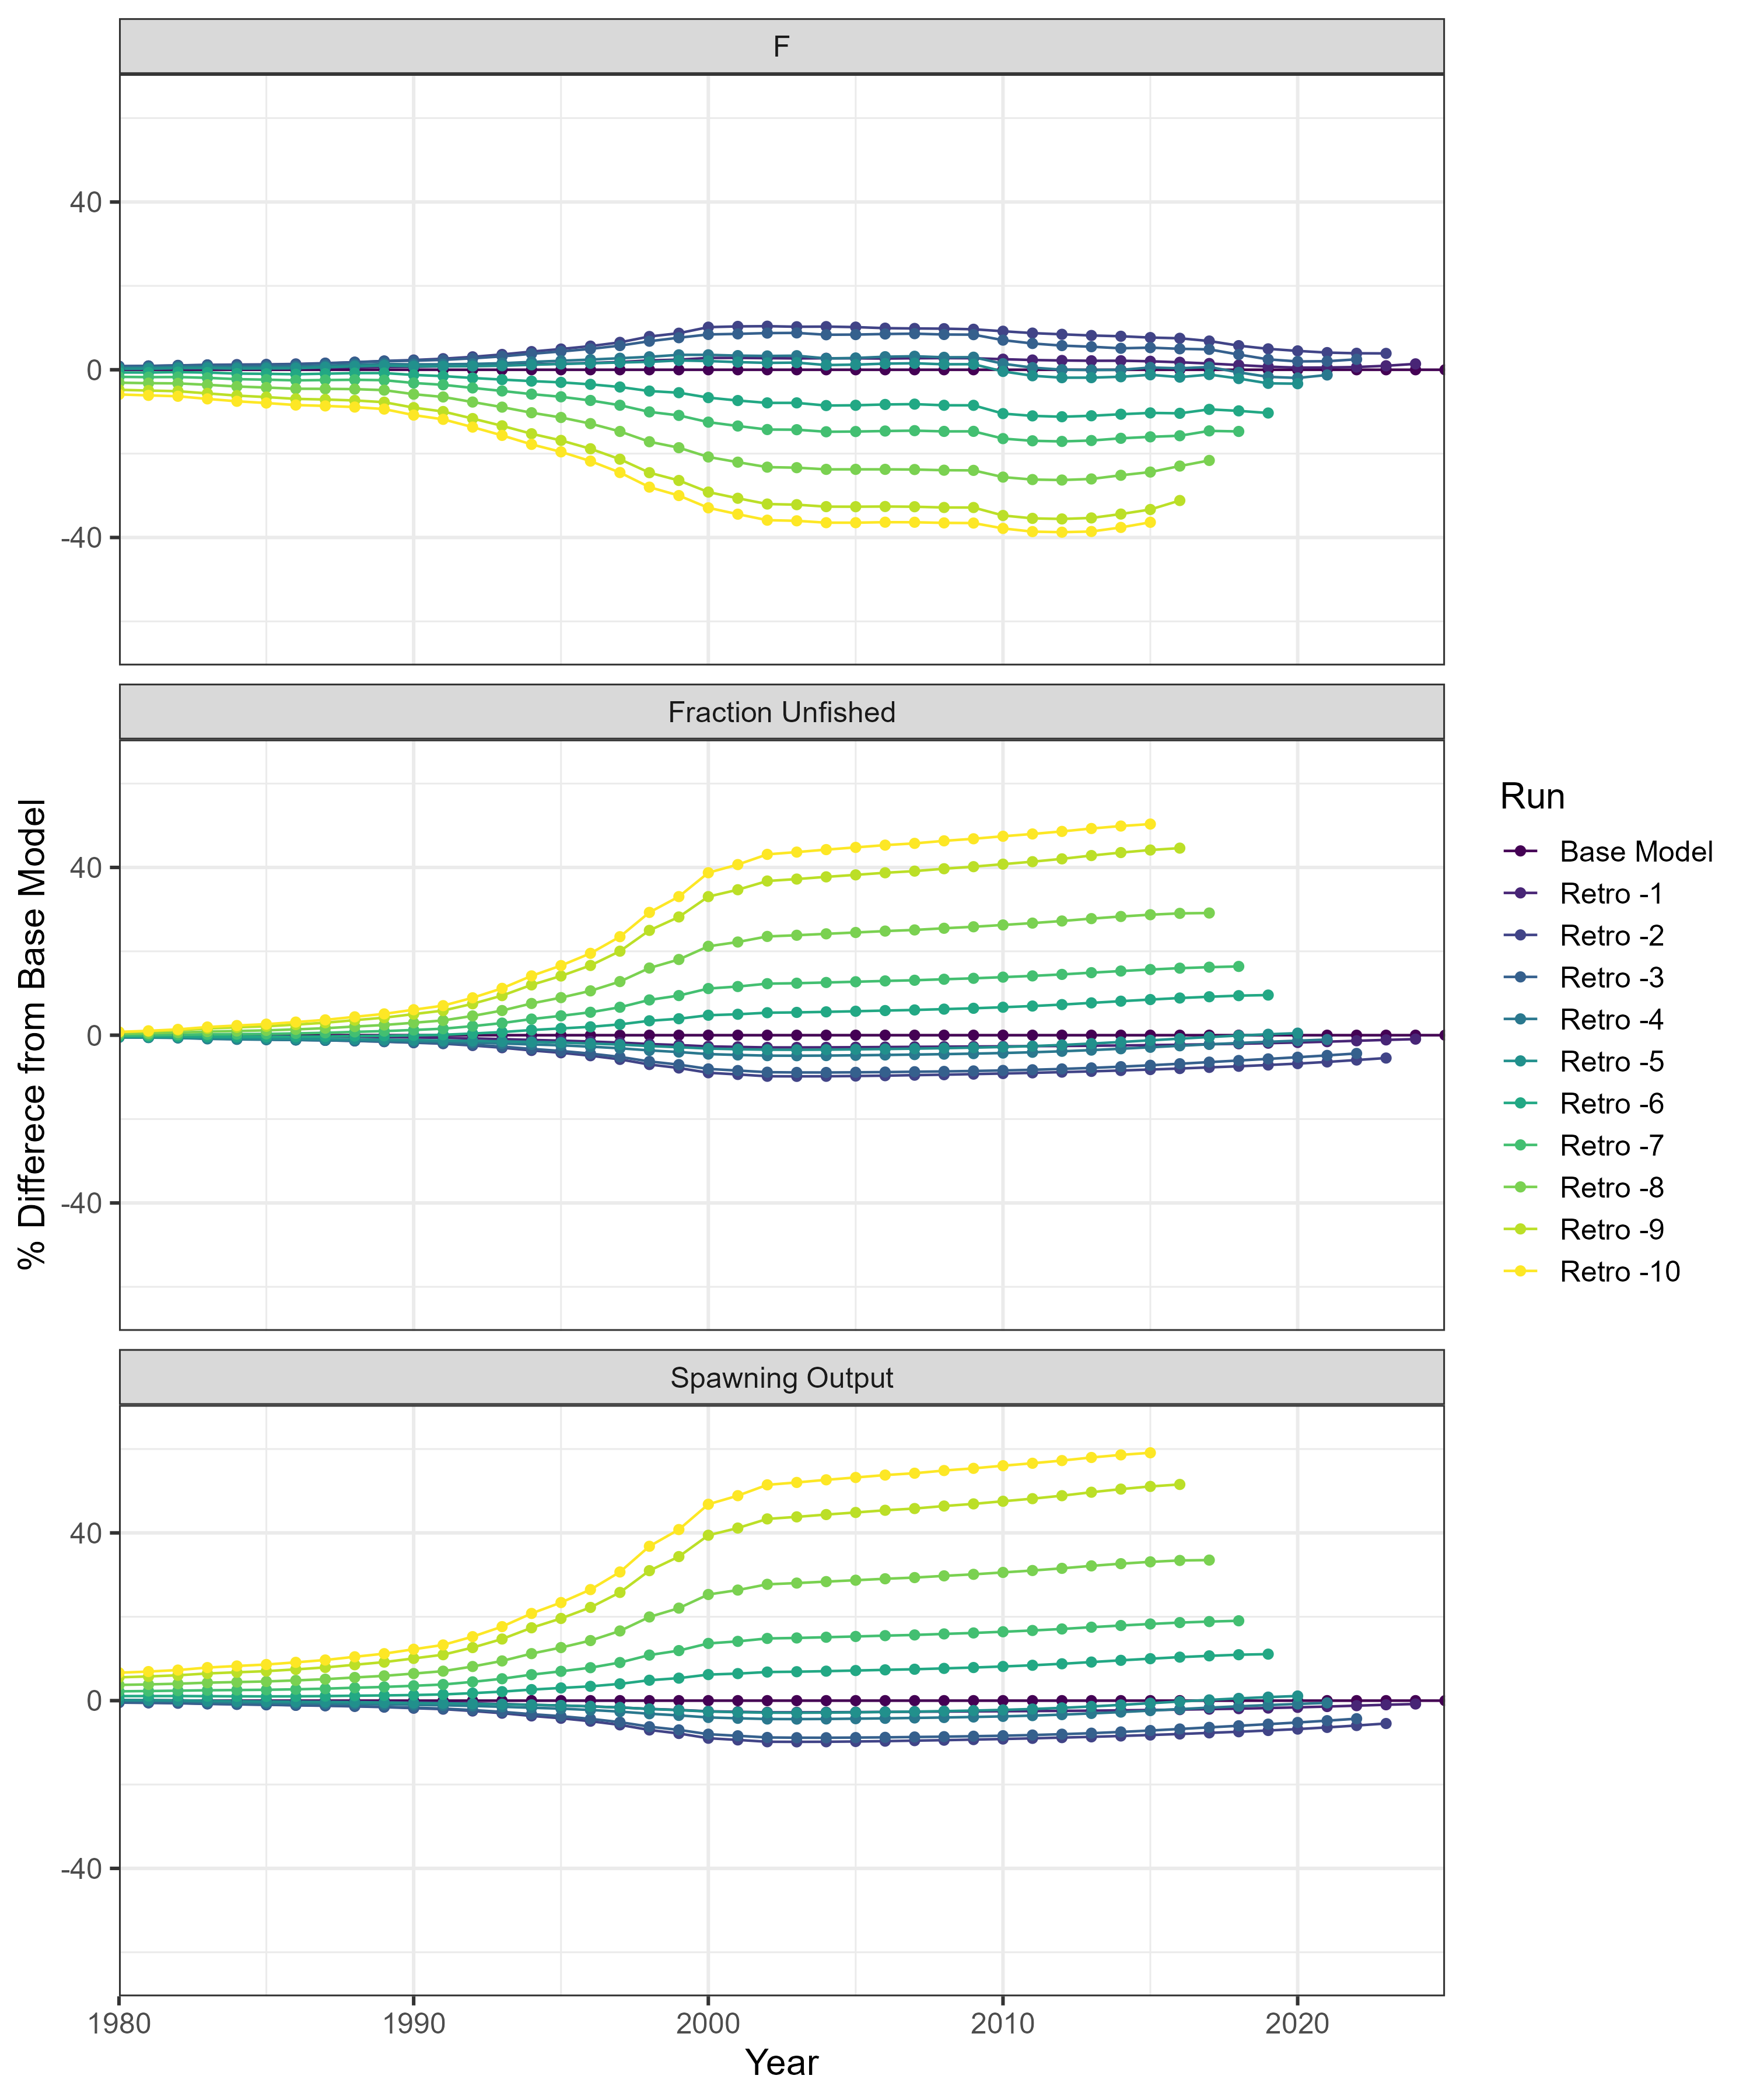 F
40
0
-40
Fraction Unfished
40
0
-40
Spawning Output
40
0
-40
1980 1990 2000 2010 2020
Year
% Differece from Base Model
Run
Base Model
Retro -1
Retro -2
Retro -3
Retro -4
Retro -5
Retro -6
Retro -7
Retro -8
Retro -9
Retro -10